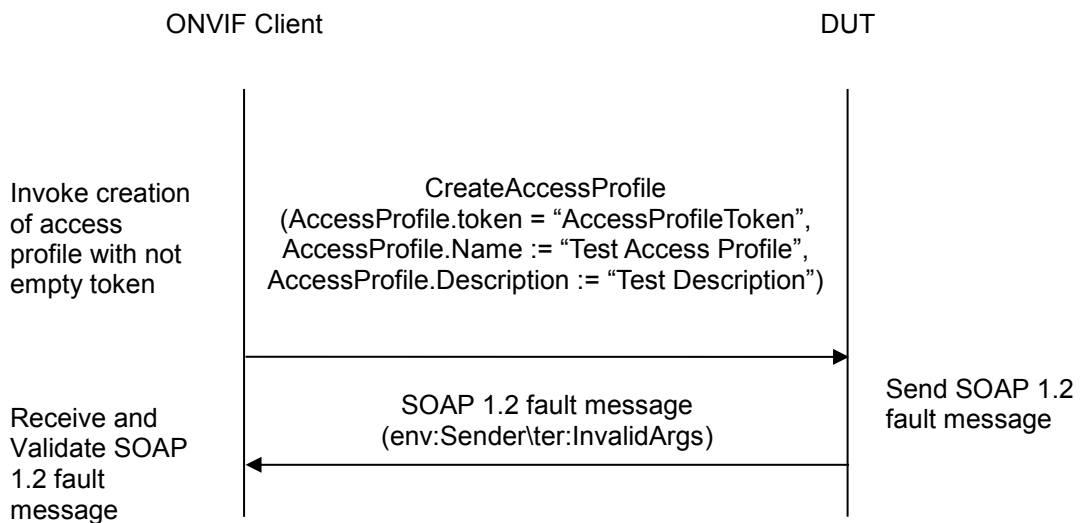 ONVIF Client
DUT
Invoke creation
of access
profile with not
empty token
CreateAccessProfile
(AccessProfile.token = “AccessProfileToken”,
AccessProfile.Name := “Test Access Profile”,
AccessProfile.Description := “Test Description”)
Send SOAP 1.2
fault message
SOAP 1.2 fault message
(env:Sender\ter:InvalidArgs)
Receive and
Validate SOAP
1.2 fault
message